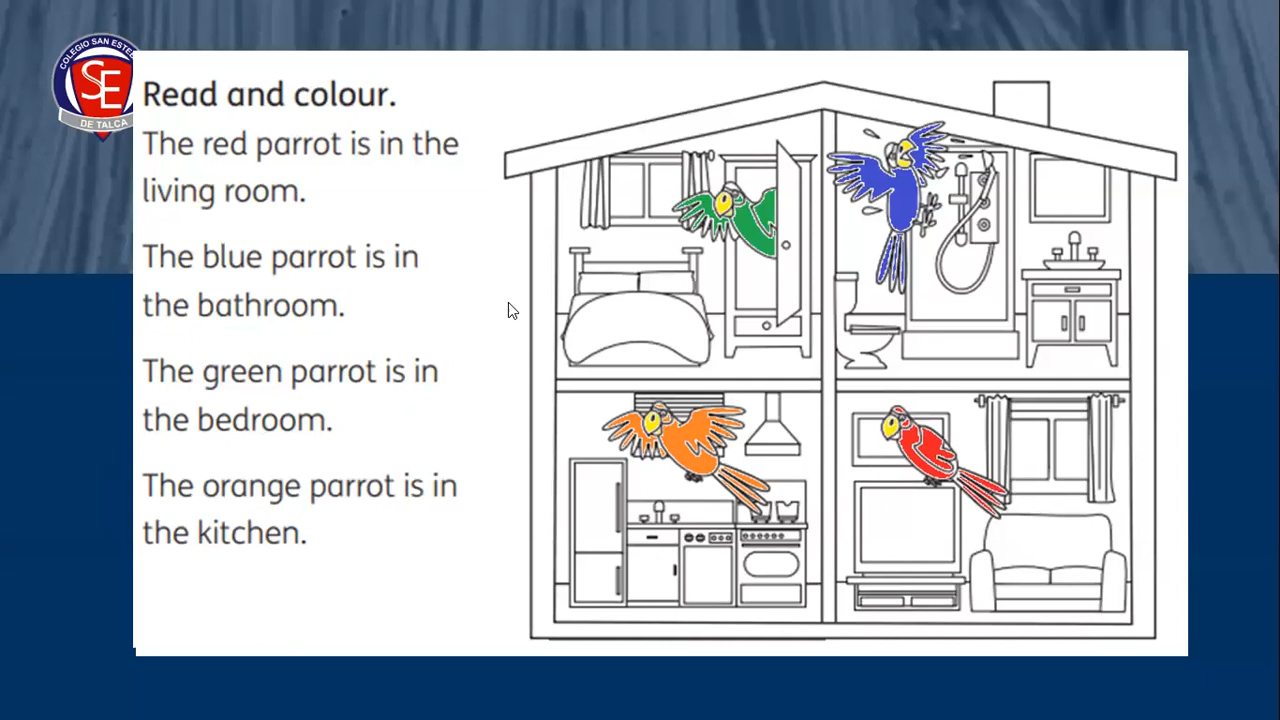 COLEGIO SAN ESTE
SE
DE TALCA
Read and colour.
The red parrot is in the
living room.
The blue parrot is in
the bathroom.
The green parrot is in
the bedroom.
The orange parrot is in
the kitchen.